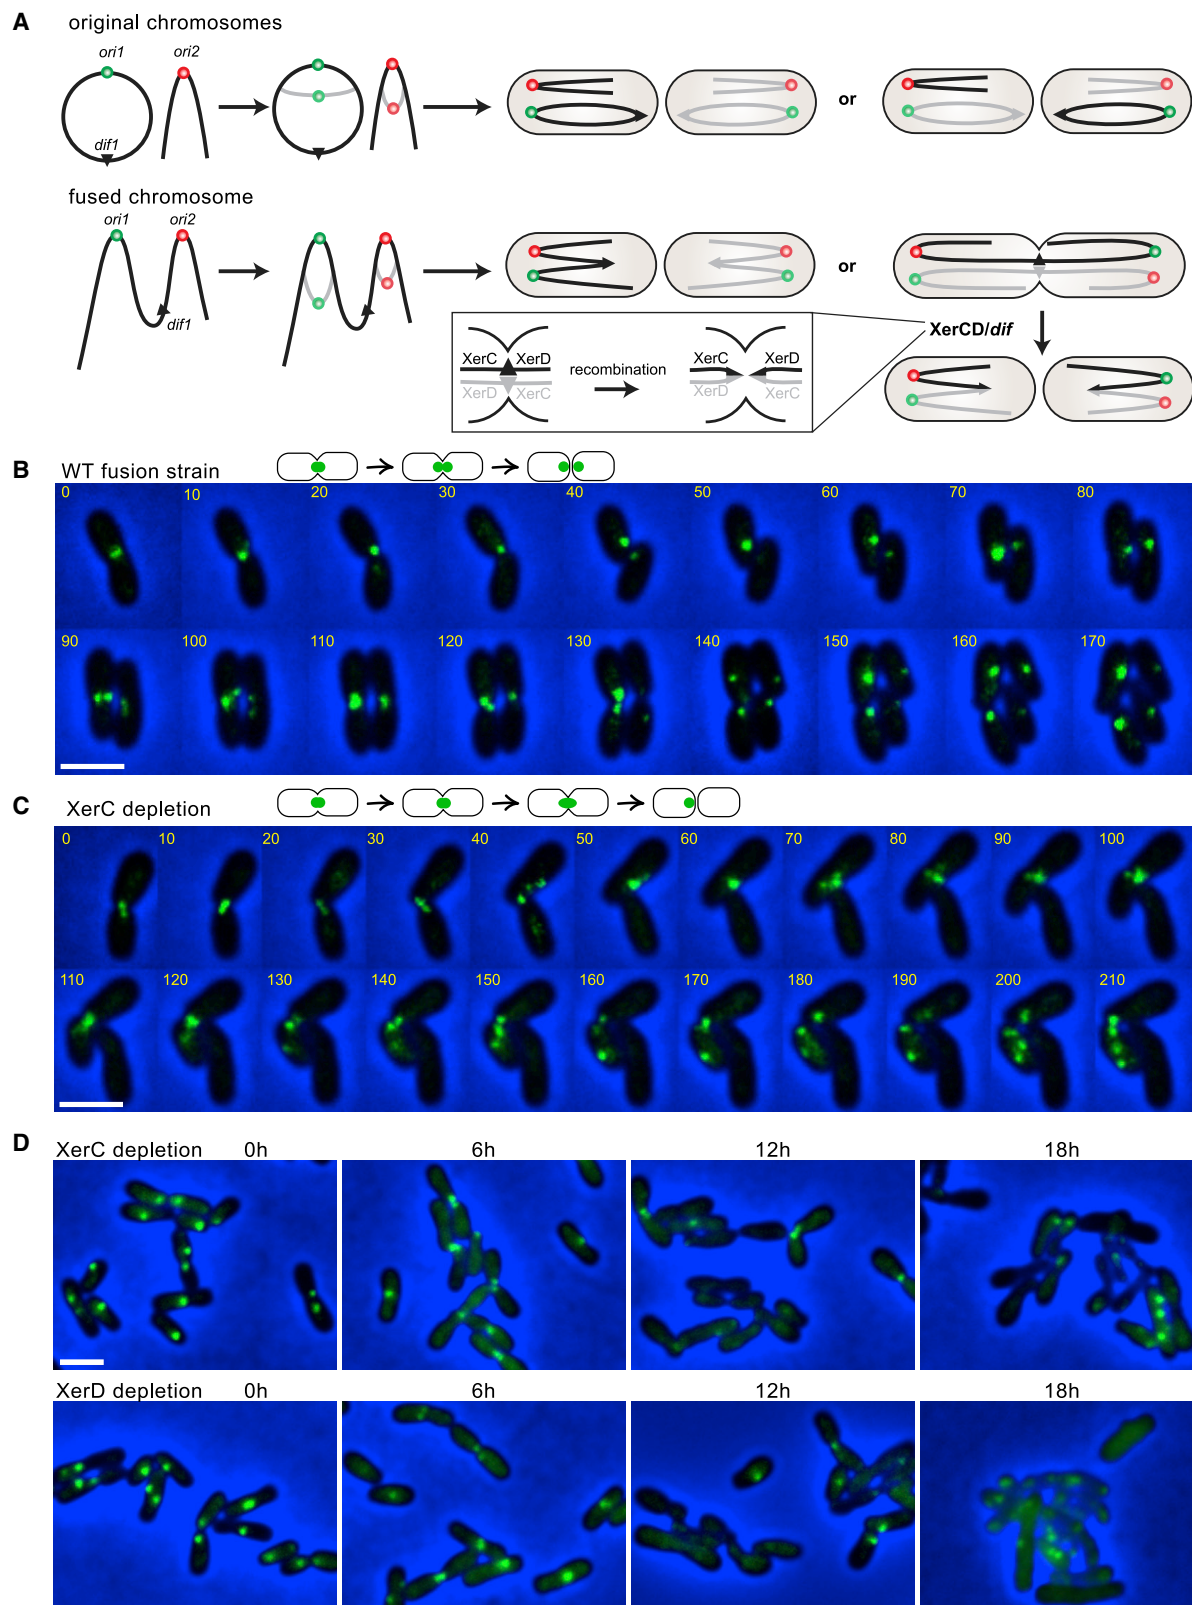 A
original chromosomes
ori1
ori2
dif1
or
fused chromosome
ori1
ori2
dif1
or
XerCD/dif
XerC XerD
XerD XerC
recombination
XerC XerD
XerD XerC
B
WT fusion strain
0 10 20 30 40 50 60 70 80
90 100 110 120 130 140 150 160 170
C
XerC depletion
0 10 20 30 40 50 60 70 80 90 100
110 120 130 140 150 160 170 180 190 200 210
D
XerC depletion 0h 6h 12h 18h
XerD depletion 0h 6h 12h 18h